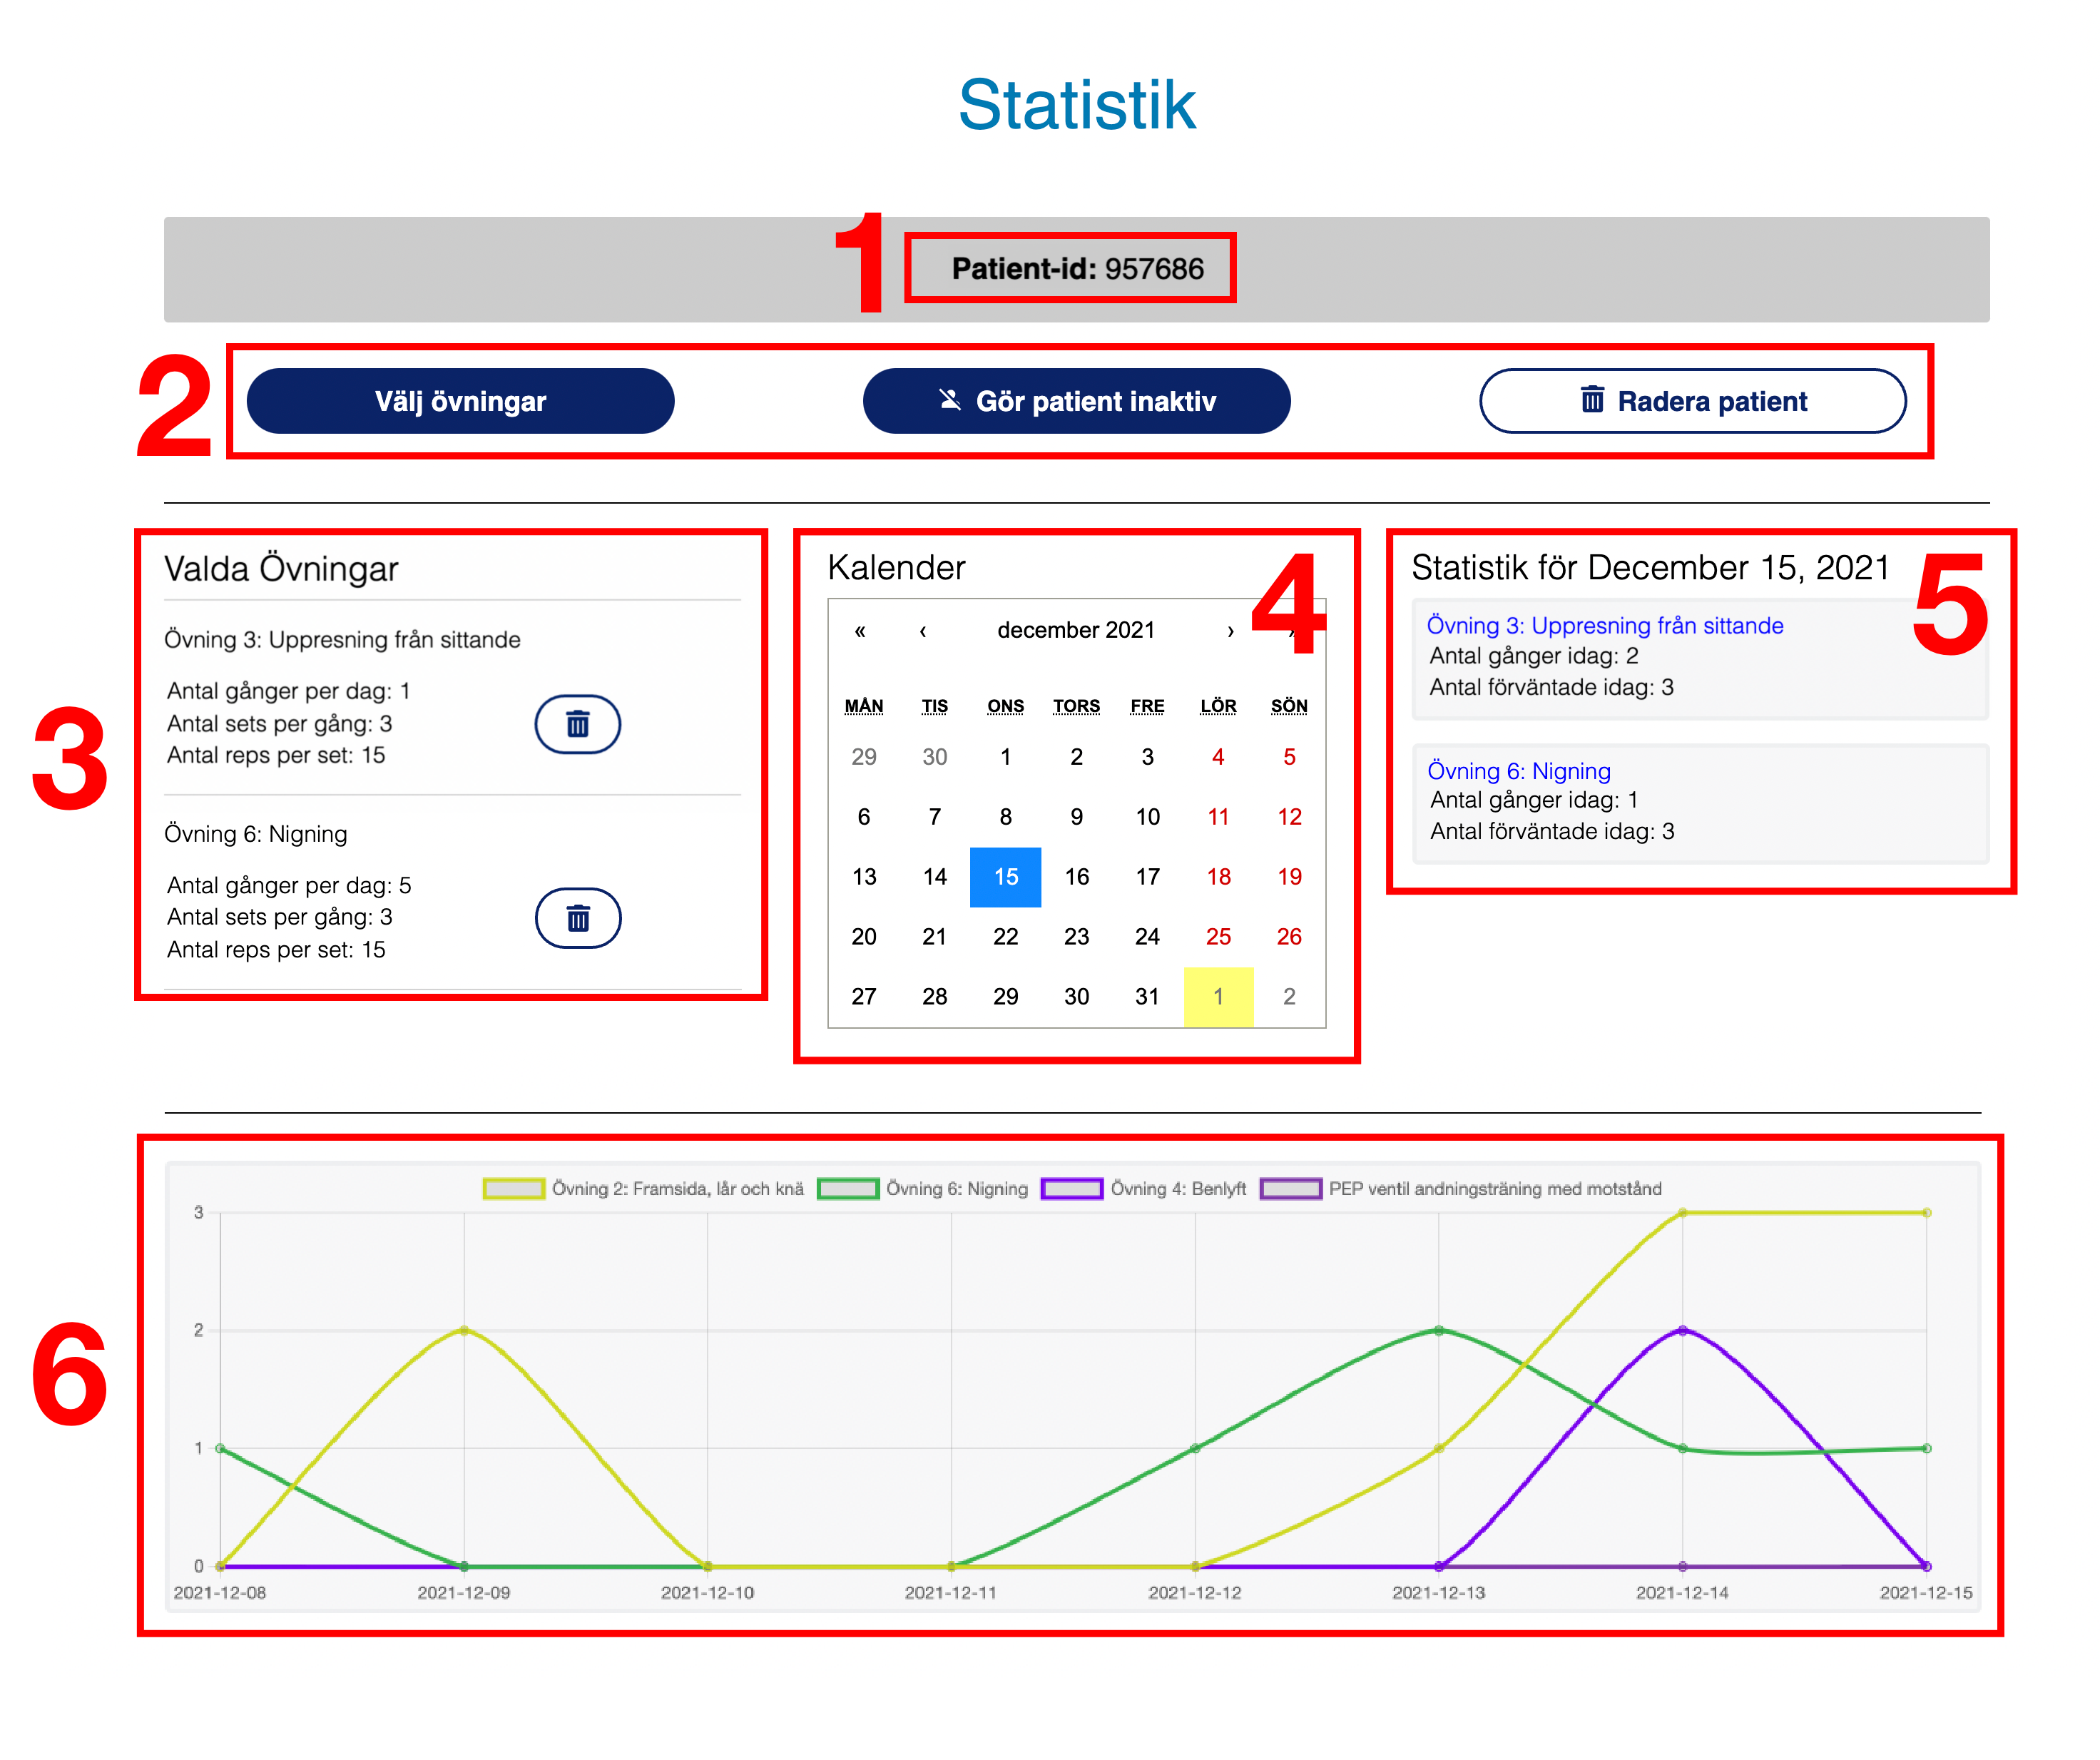 Statistik
1
Patient-id: 957686
2
Välj övningar
Gör patient inaktiv
Radera patient
3
Valda Övningar
Övning 3: Uppresning från sittande
Antal gånger per dag: 1
Antal sets per gång: 3
Antal reps per set: 15
Övning 6: Nigning
Antal gånger per dag: 5
Antal sets per gång: 3
Antal reps per set: 15
4
Kalender
« ‹ december 2021 › »
MÅN TIS ONS TORS FRE LÖR SÖN
29 30 1 2 3 4 5
6 7 8 9 10 11 12
13 14 15 16 17 18 19
20 21 22 23 24 25 26
27 28 29 30 31 1 2
5
Statistik för December 15, 2021
Övning 3: Uppresning från sittande
Antal gånger idag: 2
Antal förväntade idag: 3
Övning 6: Nigning
Antal gånger idag: 1
Antal förväntade idag: 3
6
Övning 2: Framsida, lår och knä Övning 6: Nigning Övning 4: Benlyft PEP ventil andningsträning med motstånd
3
2
1
0
2021-12-08 2021-12-09 2021-12-10 2021-12-11 2021-12-12 2021-12-13 2021-12-14 2021-12-15